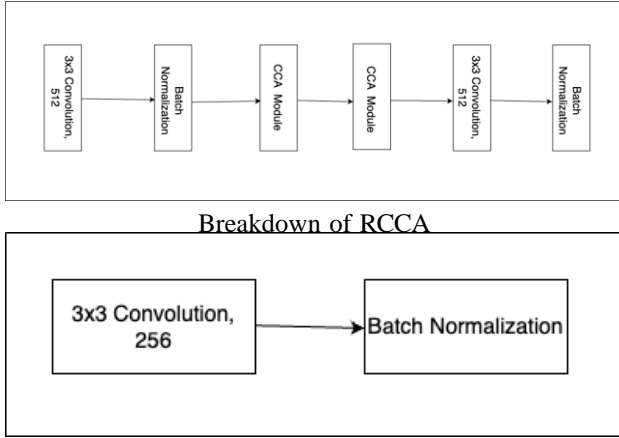 3x3 Convolution,
512
Batch
Normalization
CCA Module
CCA Module
3x3 Convolution,
512
Batch
Normalization
Breakdown of RCCA
3x3 Convolution,
256
Batch Normalization